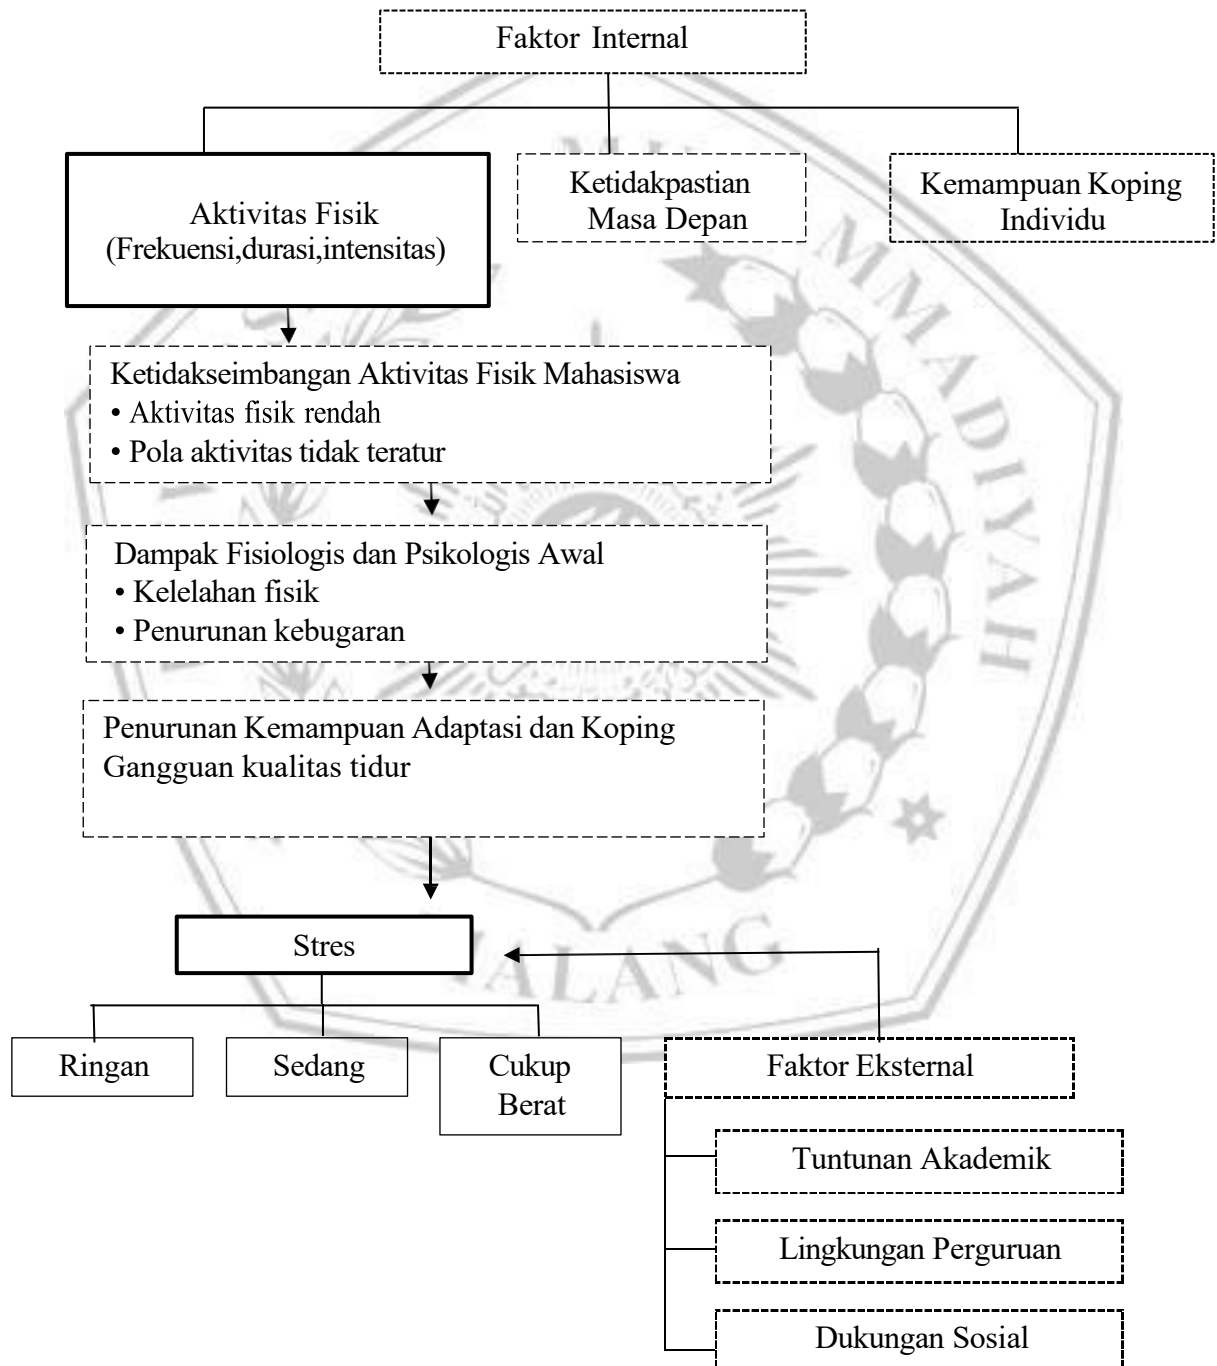 Faktor Internal
Aktivitas Fisik
(Frekuensi,durasi,intensitas)
Ketidakpastian
Masa Depan
Kemampuan Koping
Individu
Ketidakseimbangan Aktivitas Fisik Mahasiswa
• Aktivitas fisik rendah
• Pola aktivitas tidak teratur
Dampak Fisiologis dan Psikologis Awal
• Kelelahan fisik
• Penurunan kebugaran
Penurunan Kemampuan Adaptasi dan Koping
Gangguan kualitas tidur
Stres
Ringan
Sedang
Cukup
Berat
Faktor Eksternal
Tuntunan Akademik
Lingkungan Perguruan
Dukungan Sosial
MALANG